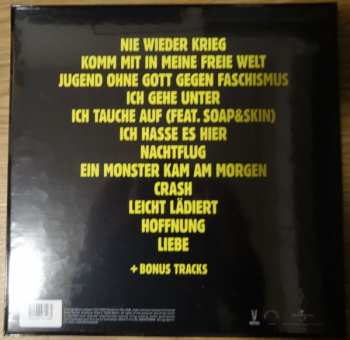 NIE WIEDER KRIEG
KOMM MIT IN MEINE FREIE WELT
JUGEND OHNE GOTT GEGEN FASCHISMUS
ICH GEHE UNTER
ICH TAUCHE AUF (FEAT. SOAP&SKIN)
ICH HASSE ES HIER
NACHTFLUG
EIN MONSTER KAM AM MORGEN
CRASH
LEICHT LÄDIERT
HOFFNUNG
LIEBE
+ BONUS TRACKS